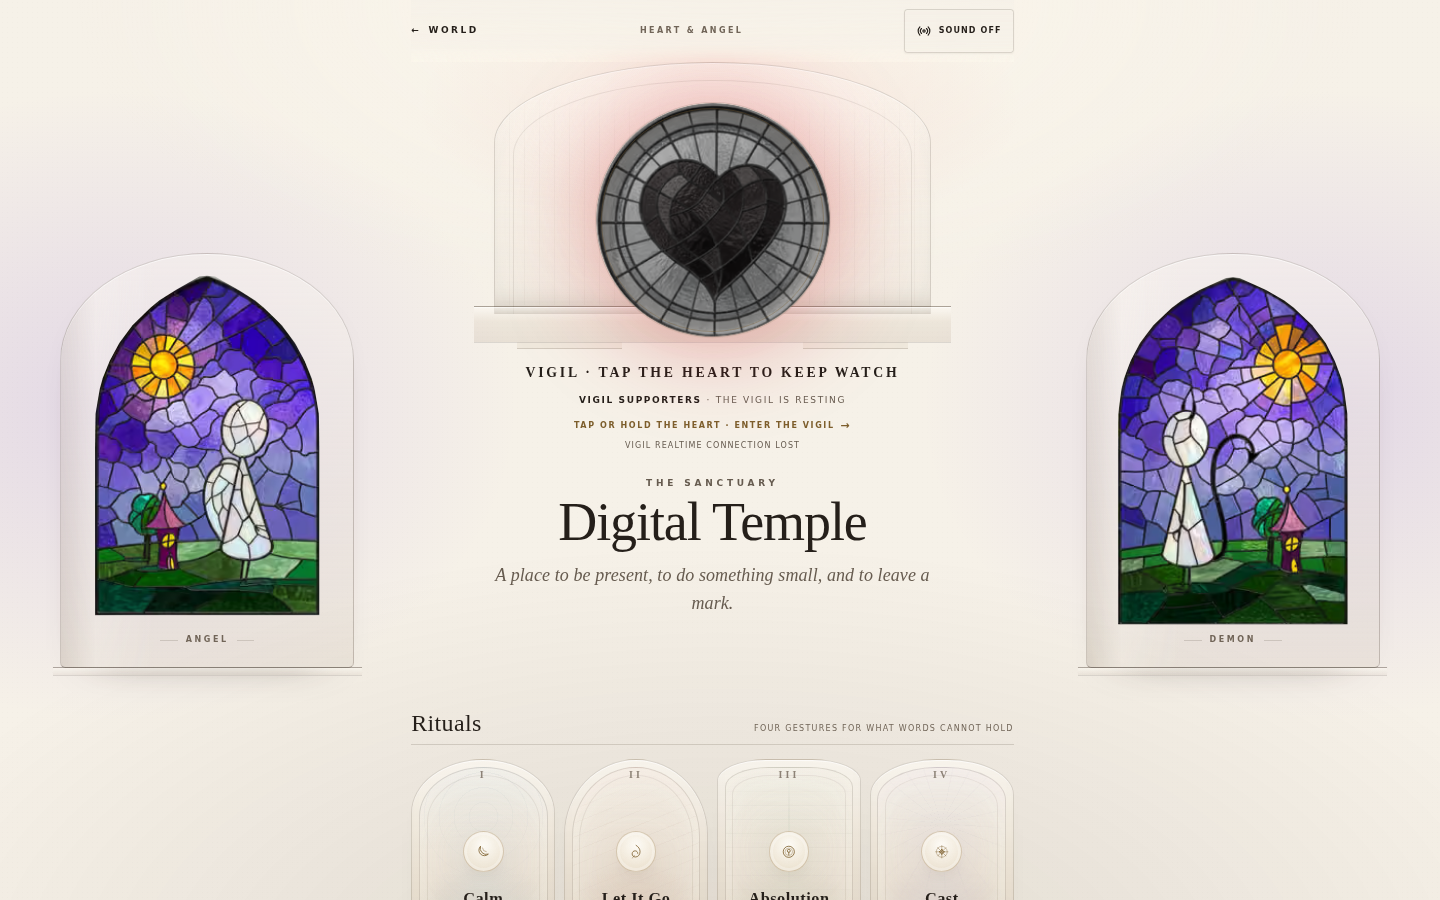 ← WORLD
HEART & ANGEL
SOUND OFF
VIGIL · TAP THE HEART TO KEEP WATCH
VIGIL SUPPORTERS · THE VIGIL IS RESTING
TAP OR HOLD THE HEART · ENTER THE VIGIL →
VIGIL REALTIME CONNECTION LOST
THE SANCTUARY
Digital Temple
A place to be present, to do something small, and to leave a
mark.
ANGEL
DEMON
Rituals
FOUR GESTURES FOR WHAT WORDS CANNOT HOLD
I
II
III
IV
Calm
Let It Go
Absolution
Cast